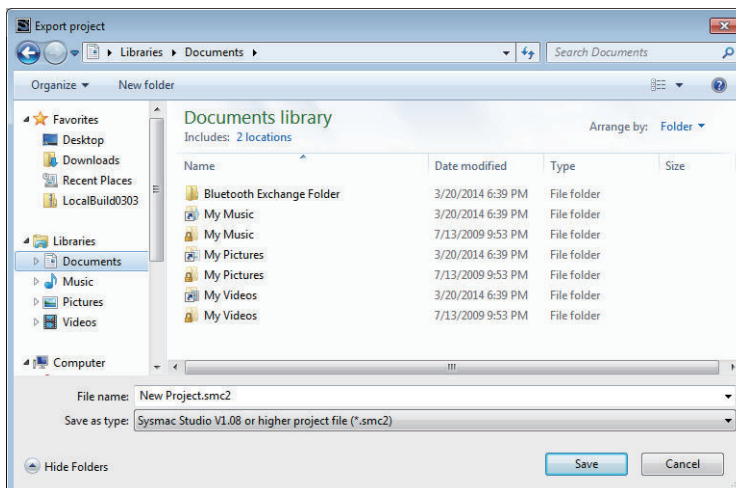 Export project
Libraries Documents Search Documents
Organize New folder
Favorites
Desktop
Downloads
Recent Places
LocalBuild0303
Libraries
Documents
Music
Pictures
Videos
Computer
Documents library
Includes: 2 locations
Arrange by: Folder
Name Date modified Type Size
Bluetooth Exchange Folder 3/20/2014 6:39 PM File folder
My Music 3/20/2014 6:39 PM File folder
My Music 7/13/2009 9:53 PM File folder
My Pictures 3/20/2014 6:39 PM File folder
My Pictures 7/13/2009 9:53 PM File folder
My Videos 3/20/2014 6:39 PM File folder
My Videos 7/13/2009 9:53 PM File folder
File name: New Project.smc2
Save as type: Sysmac Studio V1.08 or higher project file (*.smc2)
Hide Folders Save Cancel